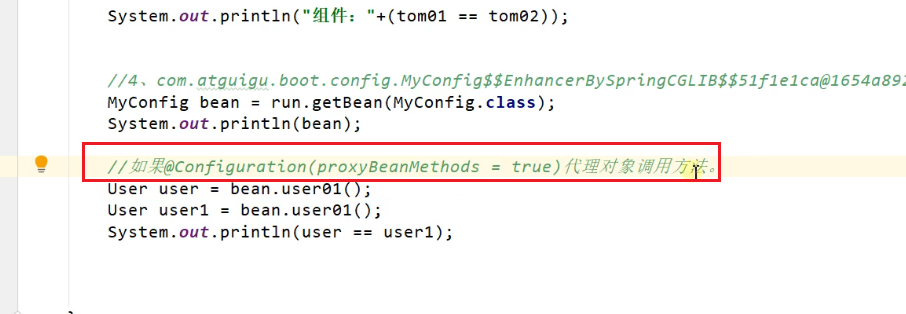 System.out.println("组件："+(tom01 == tom02));
//4、com.atguigu.boot.config.MyConfig$$EnhancerBySpringCGLIB$$51f1e1ca@1654a892
MyConfig bean = run.getBean(MyConfig.class);
System.out.println(bean);
//如果@Configuration(proxyBeanMethods = true)代理对象调用方法。
User user = bean.user01();
User user1 = bean.user01();
System.out.println(user == user1);
}